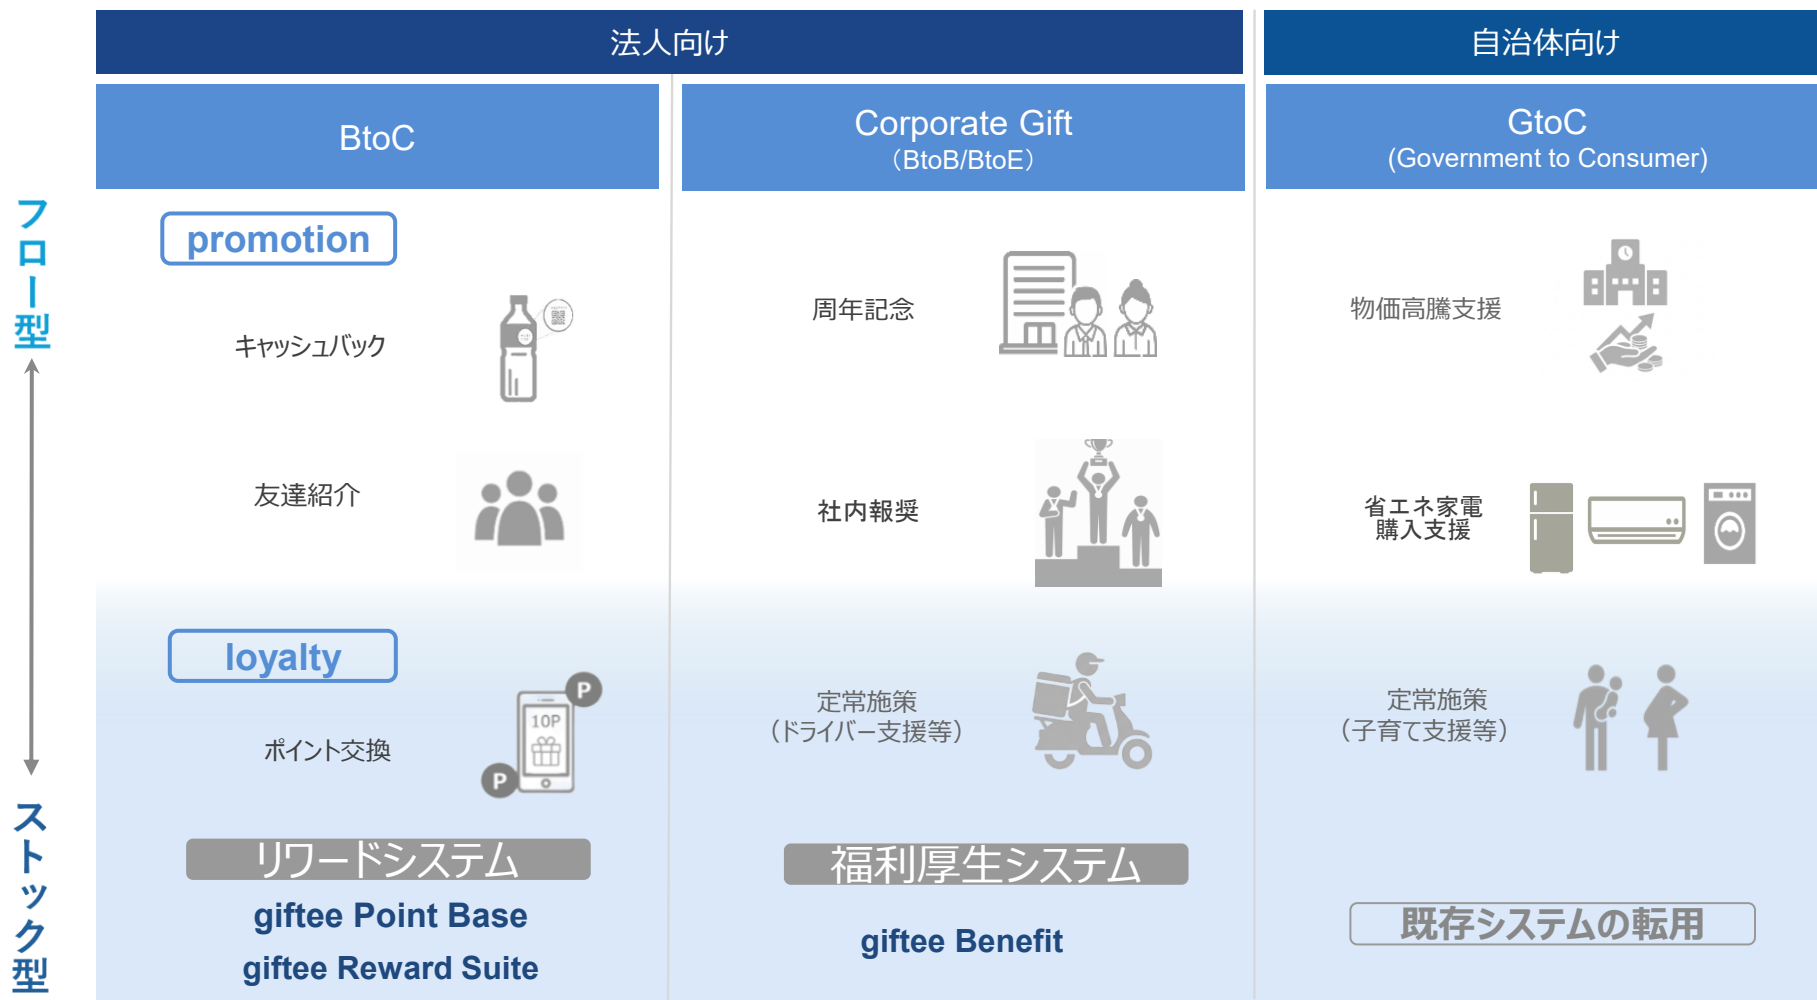 法人向け
自治体向け
BtoC
Corporate Gift
（BtoB/BtoE）
GtoC
(Government to Consumer)
フロー型
ストック型
promotion
キャッシュバック
友達紹介
loyalty
ポイント交換
10P
P
P
リワードシステム
giftee Point Base
giftee Reward Suite
周年記念
社内報奨
定常施策
（ドライバー支援等）
福利厚生システム
giftee Benefit
物価高騰支援
省エネ家電
購入支援
定常施策
（子育て支援等）
既存システムの転用